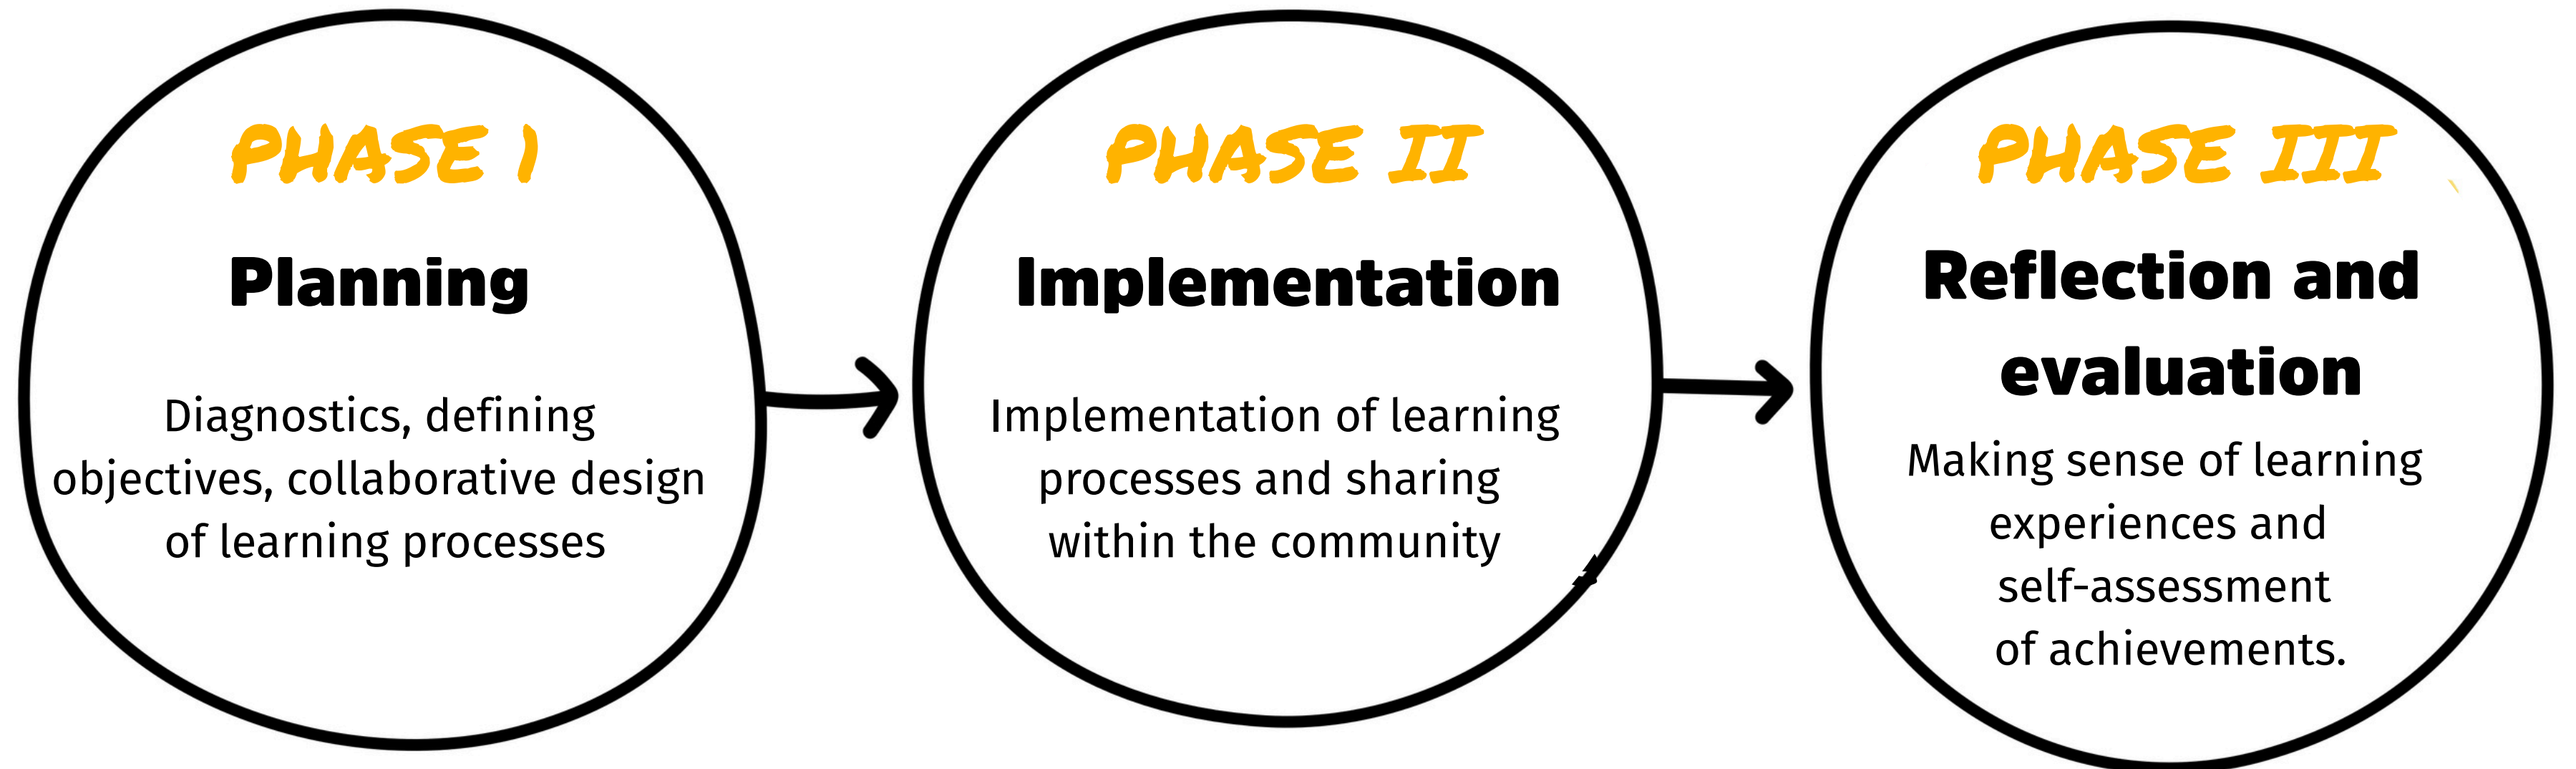 PHASE 1
Planning
Diagnostics, defining
objectives, collaborative design
of learning processes
PHASE II
Implementation
Implementation of learning
processes and sharing
within the community
PHASE III
Reflection and
evaluation
Making sense of learning
experiences and
self-assessment
of achievements.